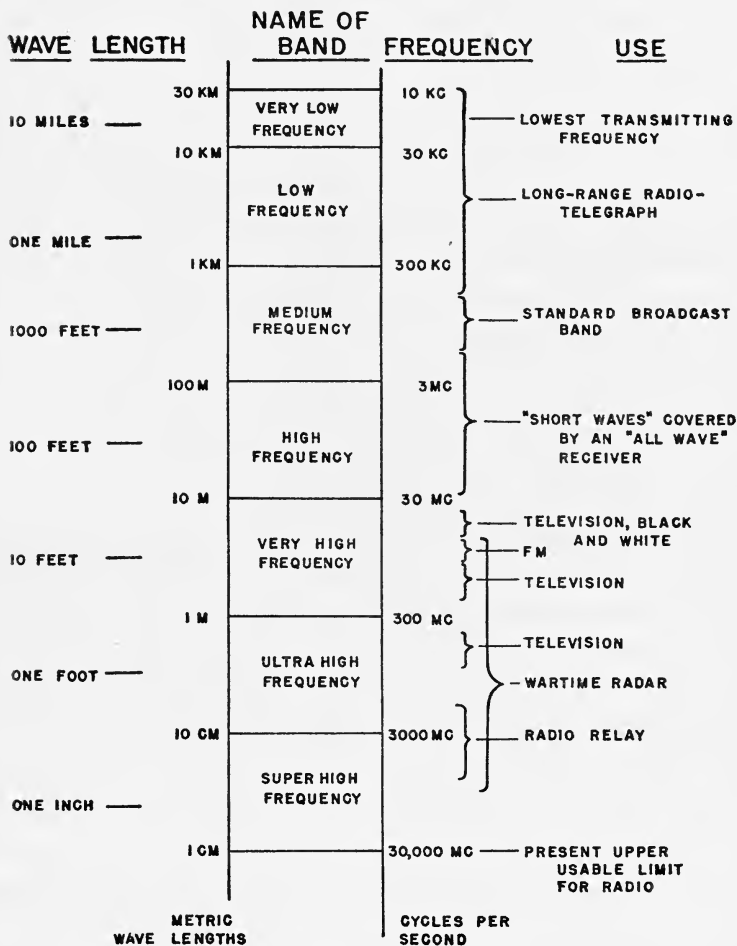 NAME OF
BAND
WAVE LENGTH
FREQUENCY
USE
30 KM
10 KC
VERY LOW
FREQUENCY
10 MILES
LOWEST TRANSMITTING
FREQUENCY
10 KM
30 KC
LOW
FREQUENCY
LONG-RANGE RADIO-
TELEGRAPH
ONE MILE
1 KM
300 KC
MEDIUM
FREQUENCY
STANDARD BROADCAST
BAND
1000 FEET
100 M
3 MC
"SHORT WAVES" COVERED
BY AN "ALL WAVE"
RECEIVER
HIGH
FREQUENCY
100 FEET
10 M
30 MC
TELEVISION, BLACK
AND WHITE
VERY HIGH
FREQUENCY
FM
10 FEET
TELEVISION
1 M
300 MC
TELEVISION
ULTRA HIGH
FREQUENCY
ONE FOOT
WARTIME RADAR
10 CM
3000 MC
RADIO RELAY
SUPER HIGH
FREQUENCY
ONE INCH
1 CM
30,000 MC
PRESENT UPPER
USABLE LIMIT
FOR RADIO
METRIC
WAVE LENGTHS
CYCLES PER
SECOND